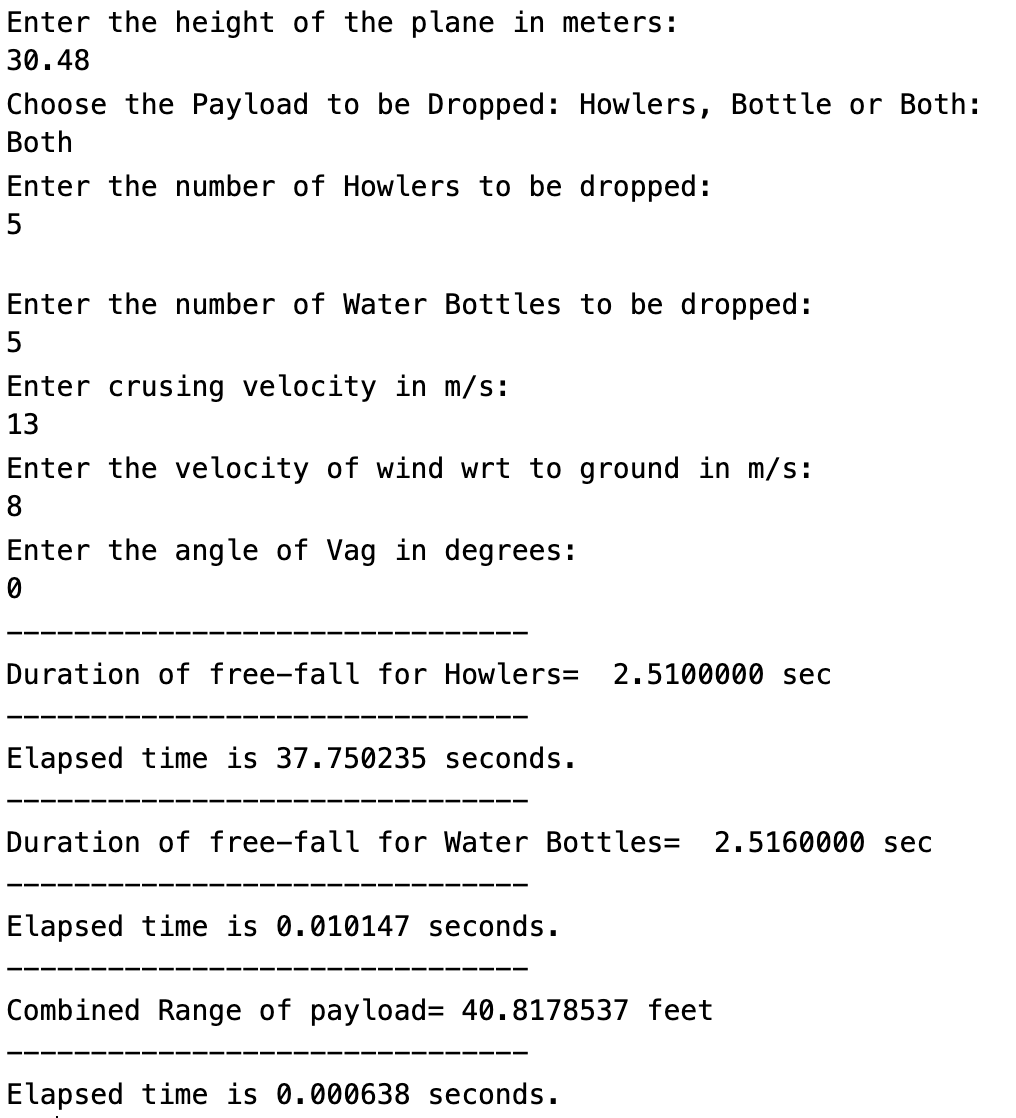 Enter the height of the plane in meters:
30.48
Choose the Payload to be Dropped: Howlers, Bottle or Both:
Both
Enter the number of Howlers to be dropped:
5
Enter the number of Water Bottles to be dropped:
5
Enter crusing velocity in m/s:
13
Enter the velocity of wind wrt to ground in m/s:
8
Enter the angle of Vag in degrees:
0
-------------------------------
Duration of free-fall for Howlers=  2.5100000 sec
-------------------------------
Elapsed time is 37.750235 seconds.
-------------------------------
Duration of free-fall for Water Bottles=  2.5160000 sec
-------------------------------
Elapsed time is 0.010147 seconds.
-------------------------------
Combined Range of payload= 40.8178537 feet
-------------------------------
Elapsed time is 0.000638 seconds.